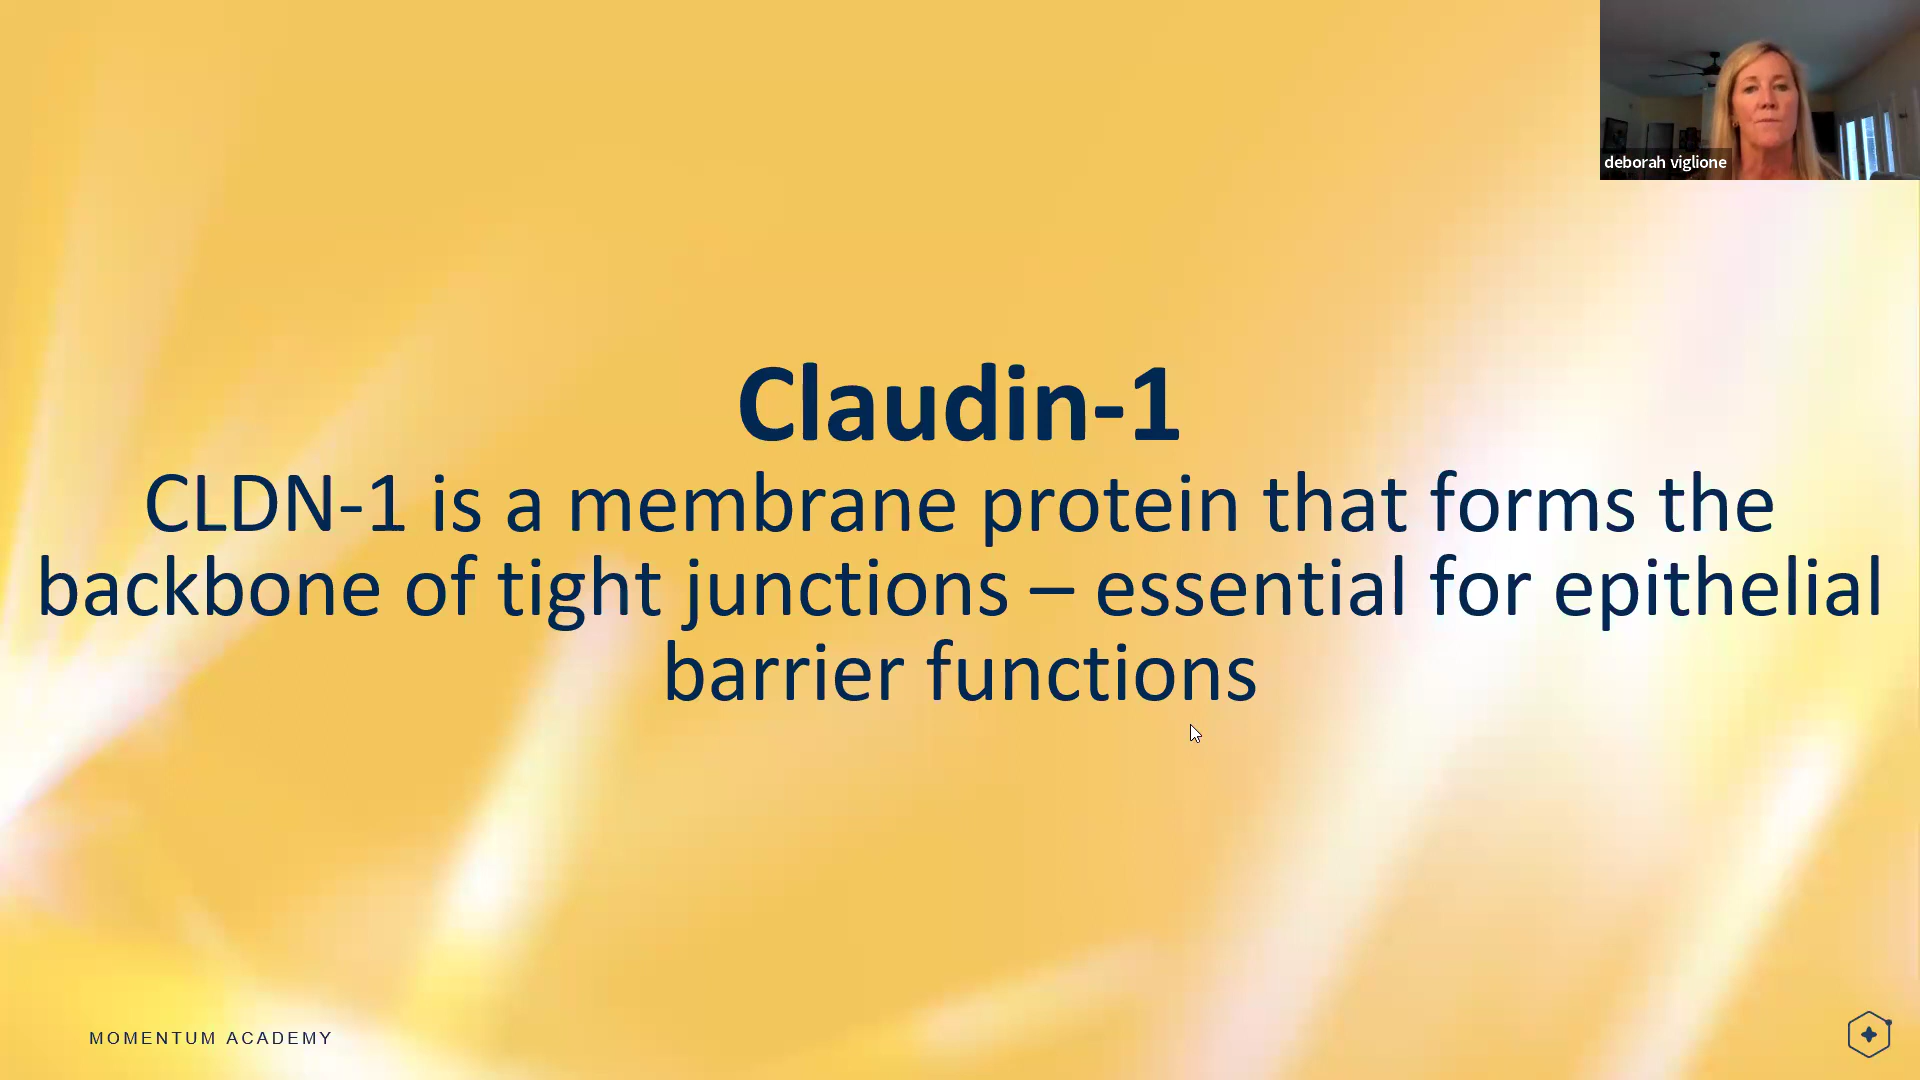 deborah viglione
Claudin-1
CLDN-1 is a membrane protein that forms the
backbone of tight junctions – essential for epithelial
barrier functions
MOMENTUM ACADEMY